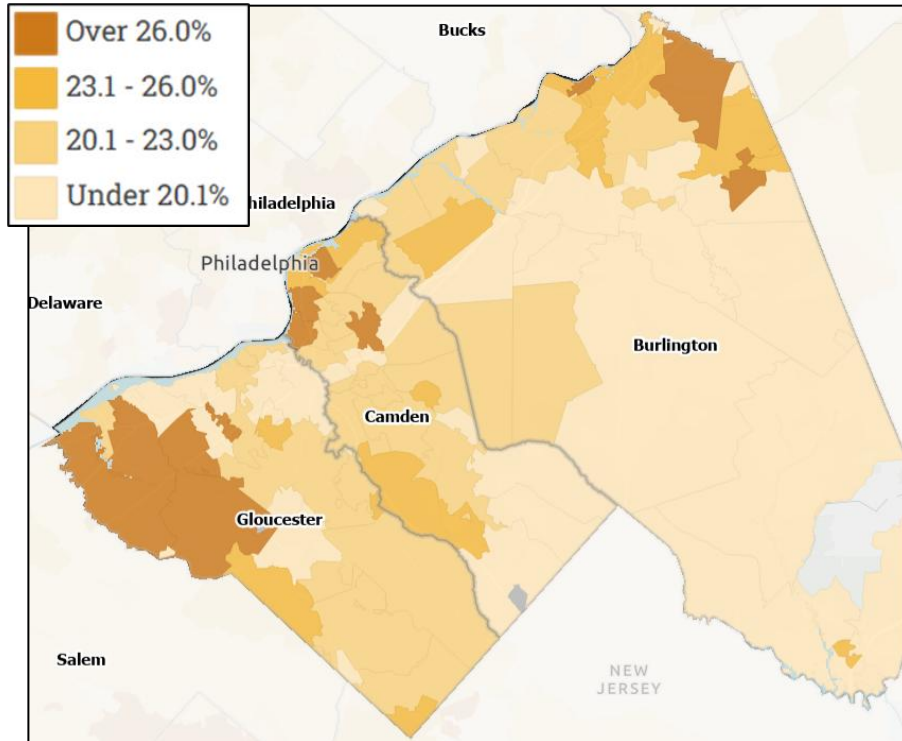 Over 26.0%
23.1 - 26.0%
20.1 - 23.0%
Under 20.1%
Bucks
hiladelphia
Philadelphia
Delaware
Burlington
Camden
Gloucester
Salem
NEW
JERSEY